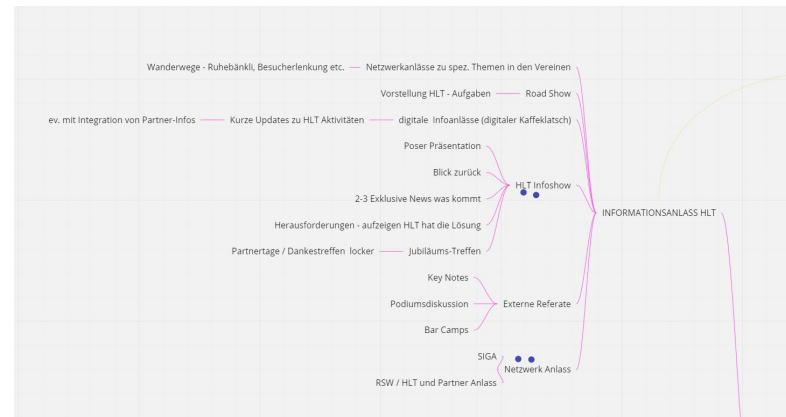 Wanderwege - Ruhebänkli, Besucherlenkung etc. Netzwerkanlässe zu spez. Themen in den Vereinen
Vorstellung HLT - Aufgaben Road Show
ev. mit Integration von Partner-Infos Kurze Updates zu HLT Aktivitäten digitale Infoanlässe (digitaler Kaffeklatsch)
Poser Präsentation
Blick zurück
HLT Infoshow
2-3 Exklusive News was kommt
INFORMATIONSANLASS HLT
Herausforderungen - aufzeigen HLT hat die Lösung
Partnertage / Dankestreffen locker Jubiläums-Treffen
Key Notes
Podiumsdiskussion Externe Referate
Bar Camps
SIGA
Netzwerk Anlass
RSW / HLT und Partner Anlass